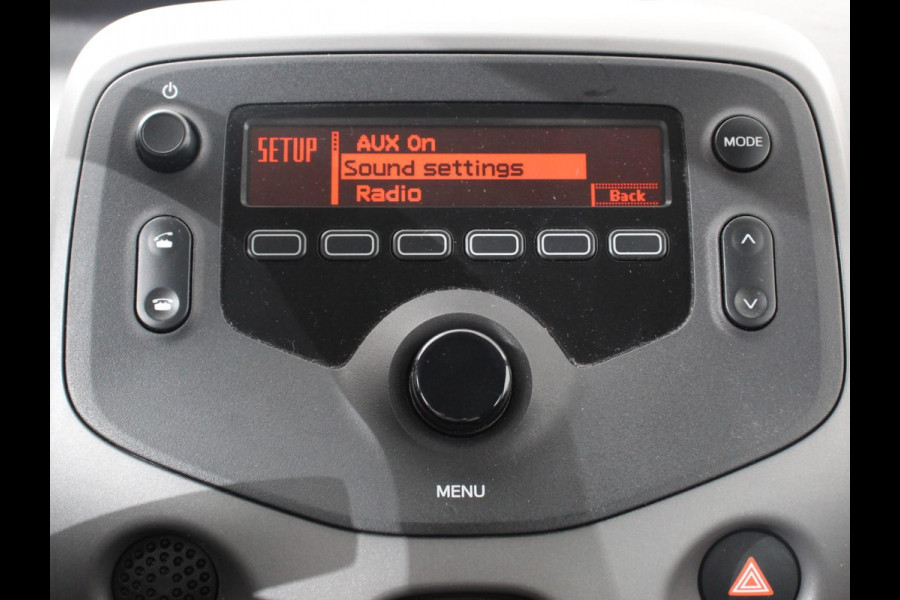 SETUP
AUX On
Sound settings
Radio
Back
MODE
MENU